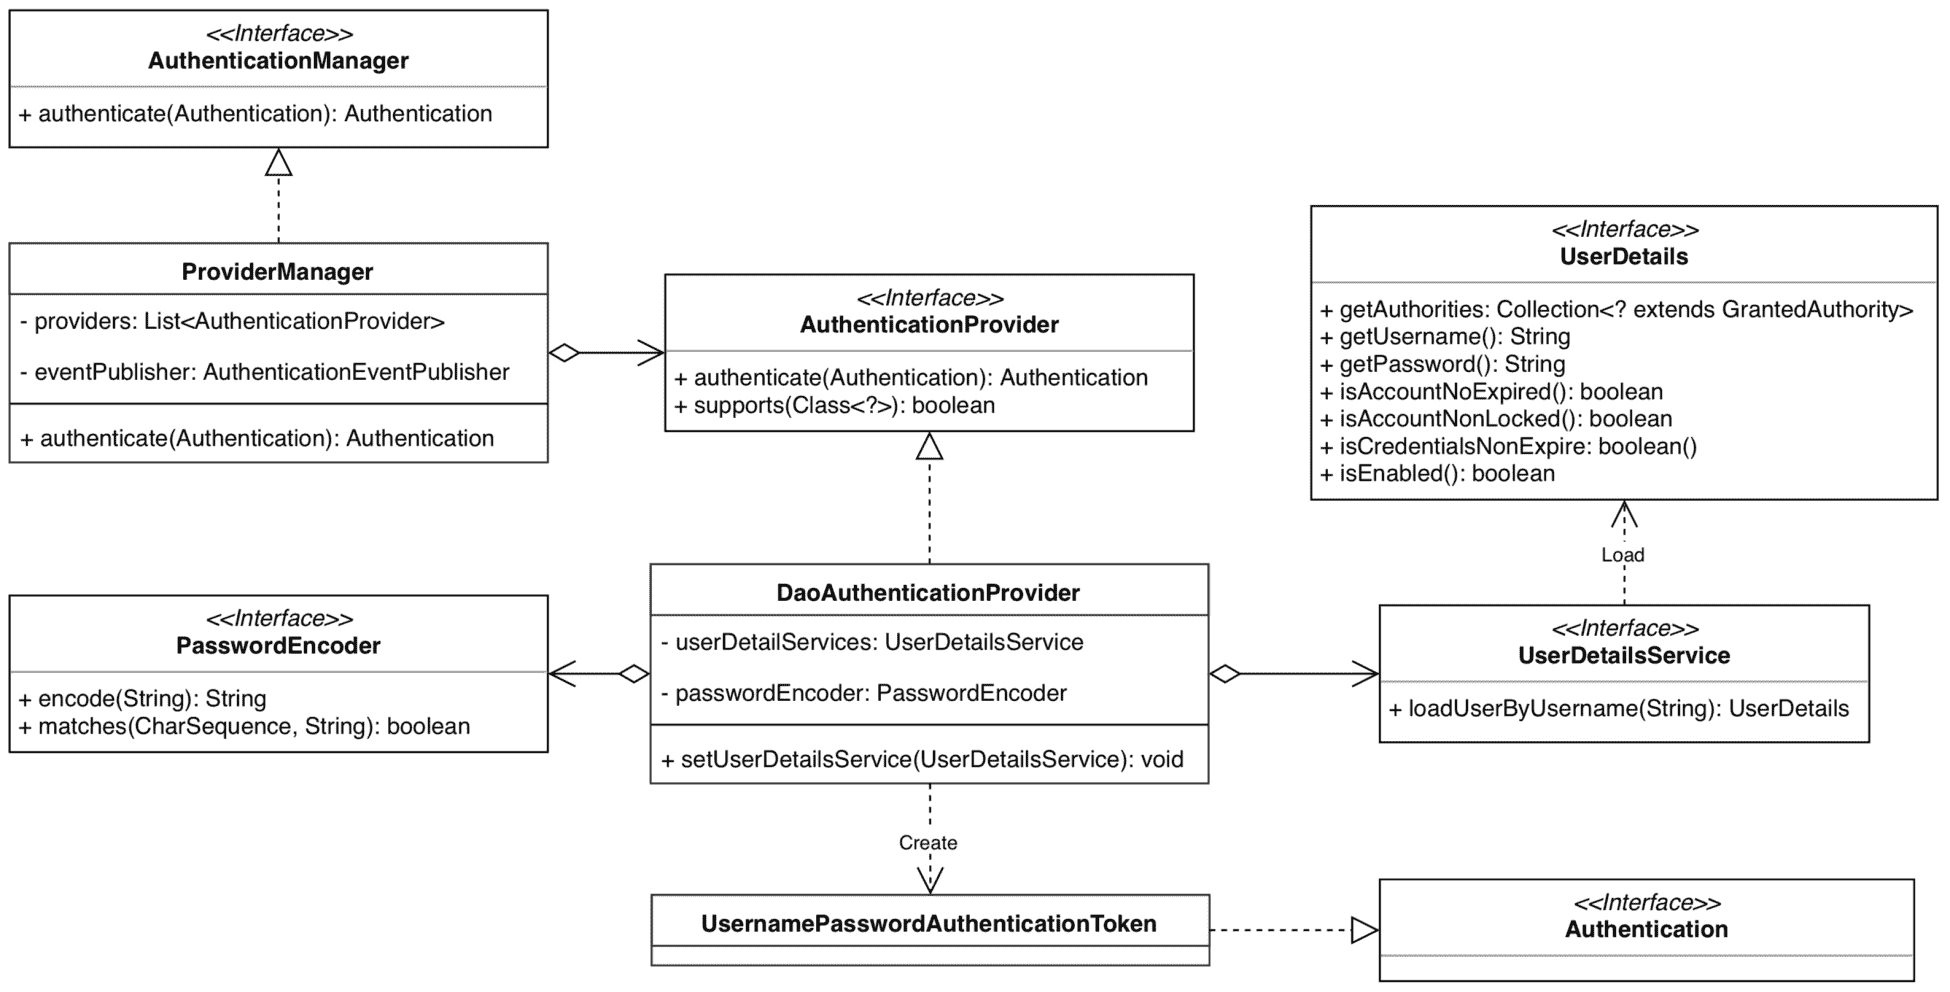 <<Interface>>
AuthenticationManager
+ authenticate(Authentication): Authentication
ProviderManager
- providers: List<AuthenticationProvider>
- eventPublisher: AuthenticationEventPublisher
+ authenticate(Authentication): Authentication
<<Interface>>
AuthenticationProvider
+ authenticate(Authentication): Authentication
+ supports(Class<?>): boolean
<<Interface>>
UserDetails
+ getAuthorities: Collection<? extends GrantedAuthority>
+ getUsername(): String
+ getPassword(): String
+ isAccountNoExpired(): boolean
+ isAccountNonLocked(): boolean
+ isCredentialsNonExpire: boolean()
+ isEnabled(): boolean
Load
<<Interface>>
PasswordEncoder
+ encode(String): String
+ matches(CharSequence, String): boolean
DaoAuthenticationProvider
- userDetailServices: UserDetailsService
- passwordEncoder: PasswordEncoder
+ setUserDetailsService(UserDetailsService): void
<<Interface>>
UserDetailsService
+ loadUserByUsername(String): UserDetails
Create
UsernamePasswordAuthenticationToken
<<Interface>>
Authentication